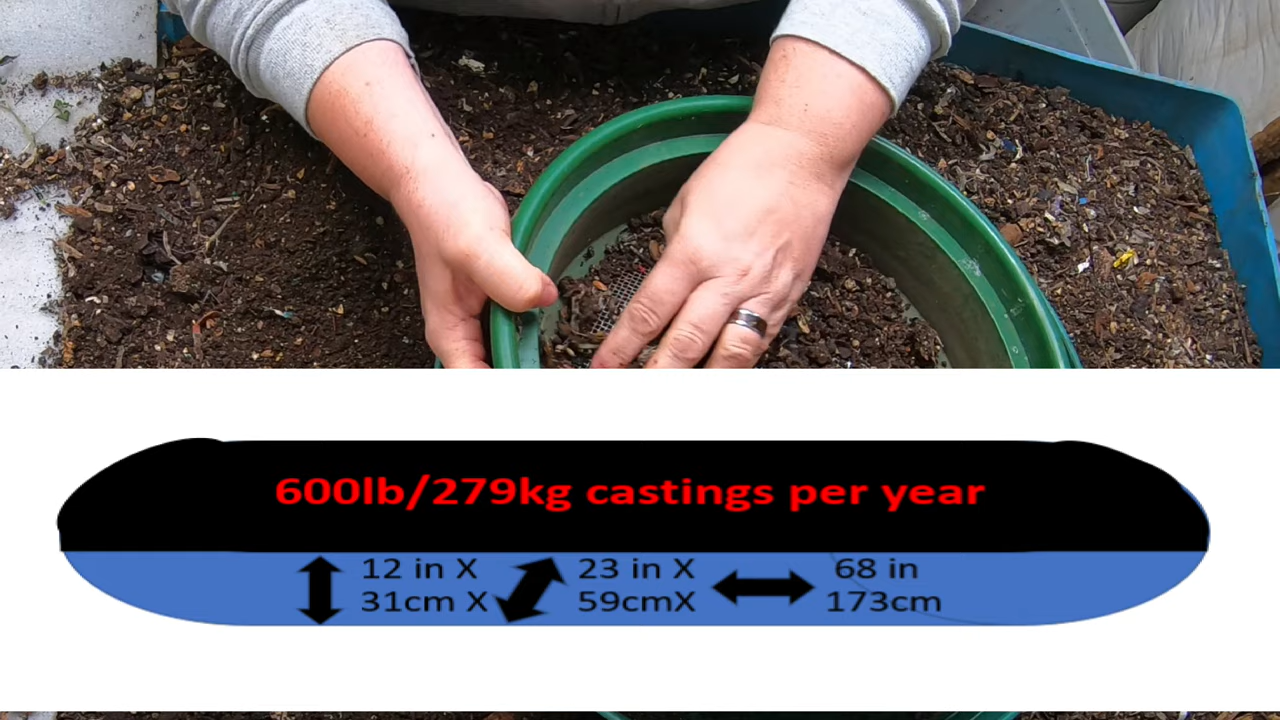 600lb/279kg castings per year
12 in X 23 in X 68 in
31cm X 59cmX 173cm